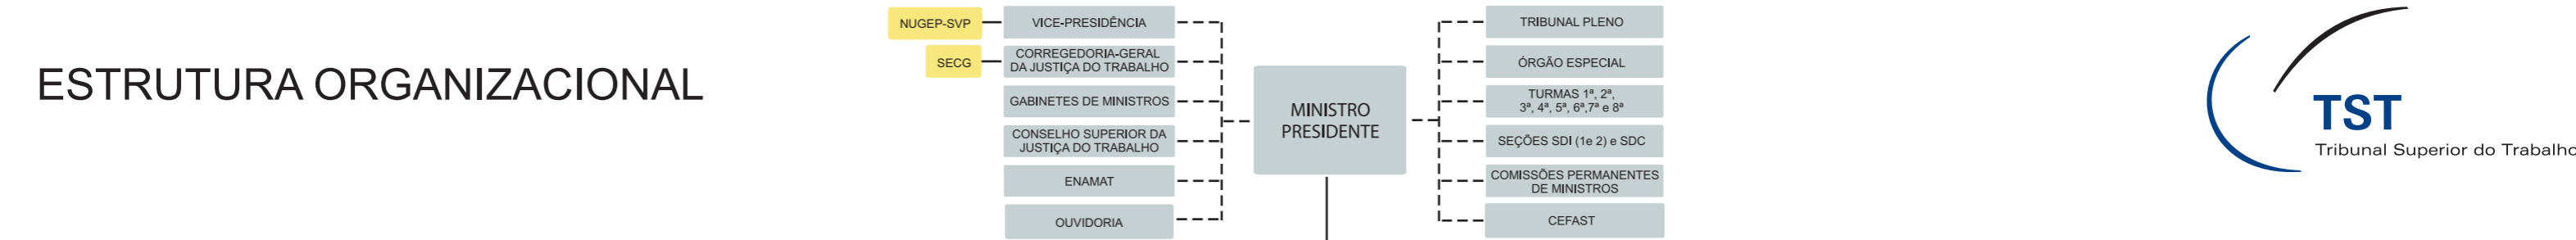 ESTRUTURA ORGANIZACIONAL
NUGEP-SVP
VICE-PRESIDÊNCIA
SECG
CORREGEDORIA-GERAL
DA JUSTIÇA DO TRABALHO
GABINETES DE MINISTROS
CONSELHO SUPERIOR DA
JUSTIÇA DO TRABALHO
ENAMAT
OUVIDORIA
MINISTRO
PRESIDENTE
TRIBUNAL PLENO
ÓRGÃO ESPECIAL
TURMAS 1ª, 2ª,
3ª, 4ª, 5ª, 6ª,7ª e 8ª
SEÇÕES SDI (1e 2) e SDC
COMISSÕES PERMANENTES
DE MINISTROS
CEFAST
TST
Tribunal Superior do Trabalho